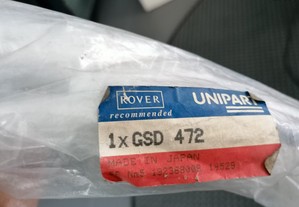 ROVER UNIPART
recommended
1x GSD 472
MADE IN JAPAN